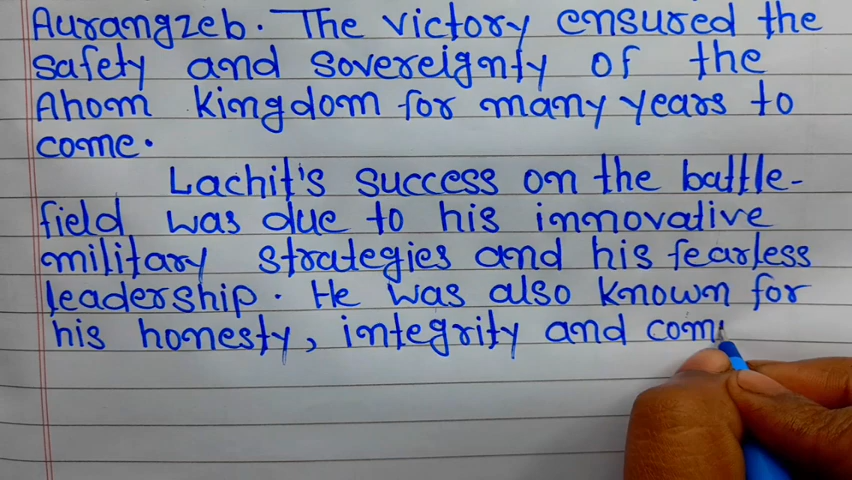 Aurangzeb. The victory ensured the
safety and sovereignty of the
Ahom kingdom for many years to
come.
Lachit's success on the battle-
field was due to his innovative
military strategies and his fearless
leadership. He was also known for
his honesty, integrity and com